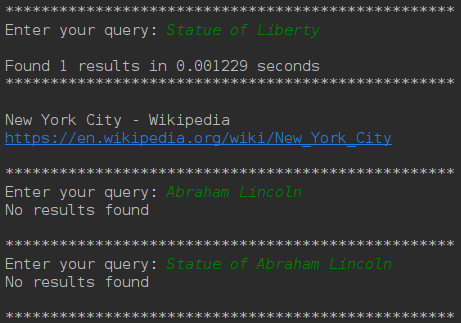 **************************************************
Enter your query: Statue of Liberty
Found 1 results in 0.001229 seconds
**************************************************
New York City - Wikipedia
https://en.wikipedia.org/wiki/New_York_City
**************************************************
Enter your query: Abraham Lincoln
No results found
**************************************************
Enter your query: Statue of Abraham Lincoln
No results found
**************************************************